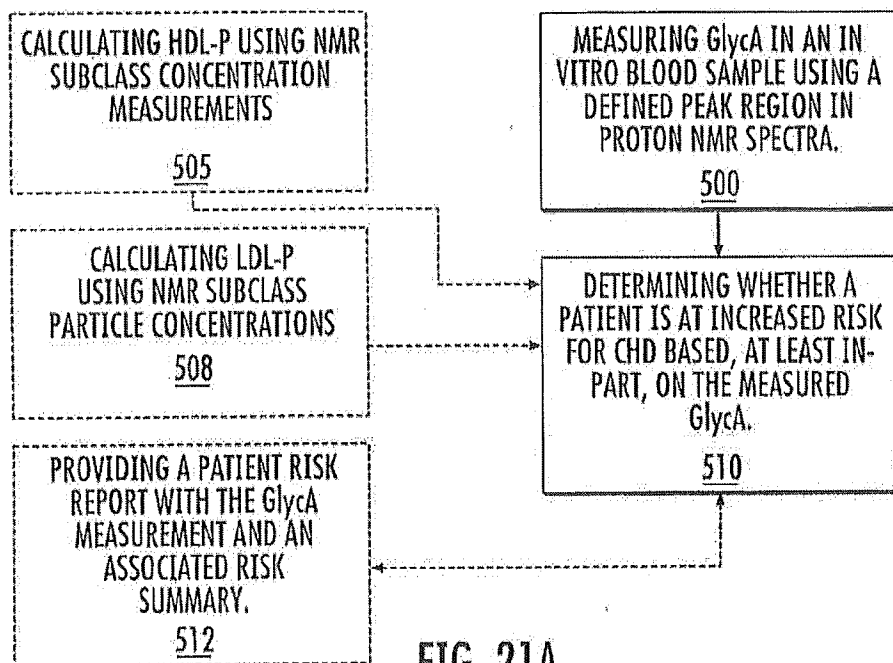 CALCULATING HDL-P USING NMR
SUBCLASS CONCENTRATION
MEASUREMENTS
505
MEASURING GlycA IN AN IN
VITRO BLOOD SAMPLE USING A
DEFINED PEAK REGION IN
PROTON NMR SPECTRA.
500
CALCULATING LDL-P
USING NMR SUBCLASS
PARTICLE CONCENTRATIONS
508
DETERMINING WHETHER A
PATIENT IS AT INCREASED RISK
FOR CHD BASED, AT LEAST IN-
PART, ON THE MEASURED
GlycA.
510
PROVIDING A PATIENT RISK
REPORT WITH THE GlycA
MEASUREMENT AND AN
ASSOCIATED RISK
SUMMARY.
512
FIG. 21A